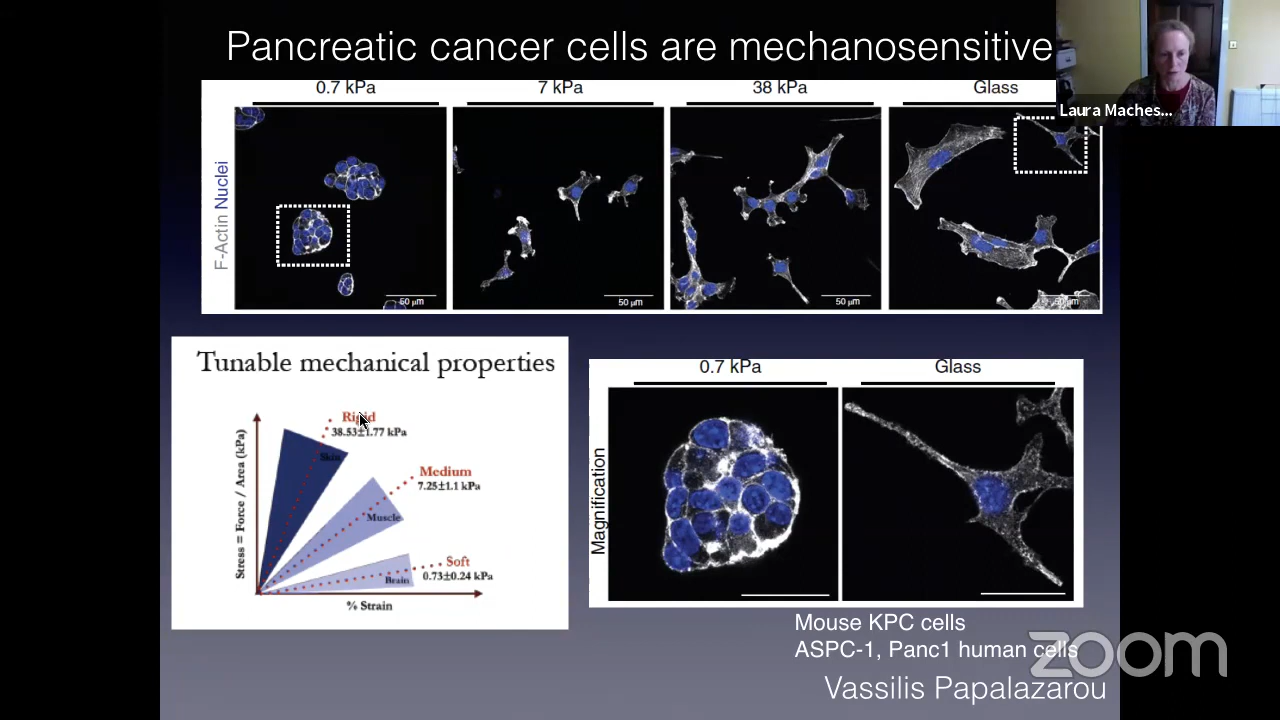 Pancreatic cancer cells are mechanosensitive
Laura Maches...
0.7 kPa
7 kPa
38 kPa
Glass
F-Actin Nuclei
50 µm
50 µm
50 µm
50 µm
Tunable mechanical properties
Stress = Force / Area (kPa)
Rigid
38.53±1.77 kPa
Skin
Medium
7.25±1.1 kPa
Muscle
Soft
0.73±0.24 kPa
Brain
% Strain
0.7 kPa
Glass
Magnification
Mouse KPC cells
ASPC-1, Panc1 human cells
zoom
Vassilis Papalazarou